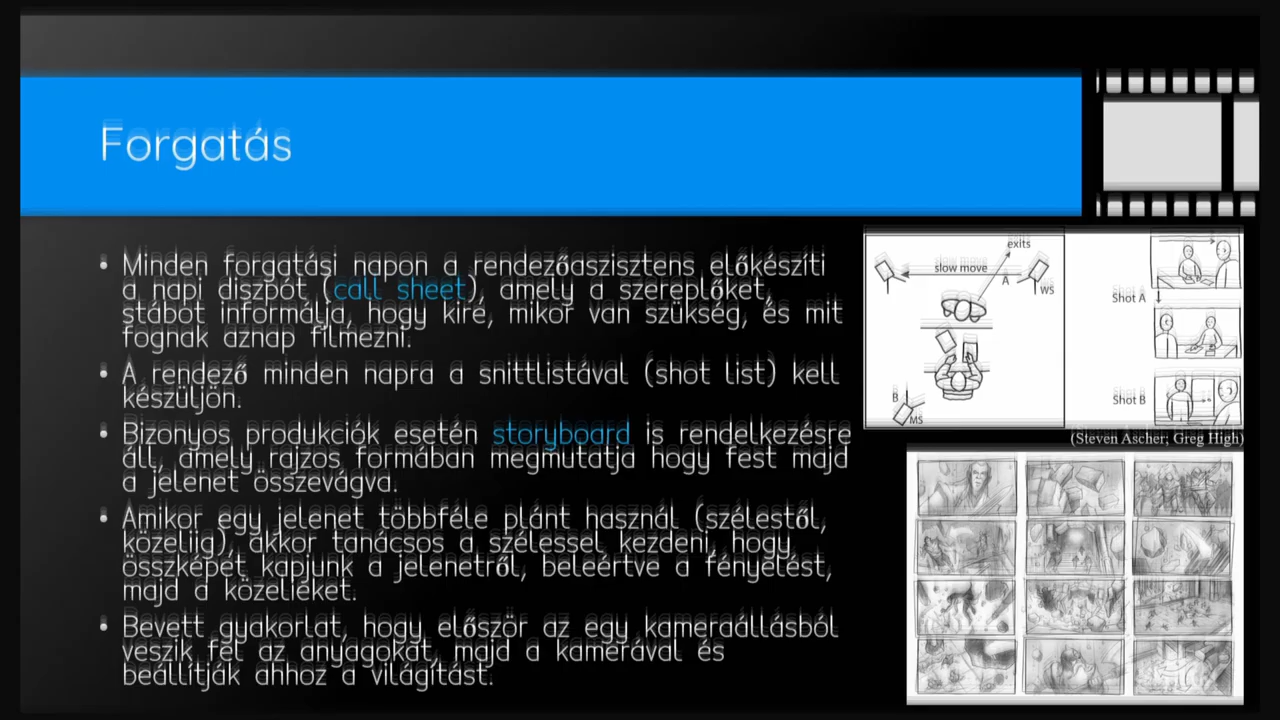 Forgatás
• Minden forgatási napon a rendezőaszisztens előkészíti
a napi diszpót (call sheet), amely a szereplőket,
stábot informálja, hogy kire, mikor van szükség, és mit
fognak aznap filmezni.
• A rendező minden napra a snittlistával (shot list) kell
készüljön.
• Bizonyos produkciók esetén storyboard is rendelkezésre
áll, amely rajzos formában megmutatja hogy fest majd
a jelenet összevágva.
• Amikor egy jelenet többféle plánt használ (szélestől,
közeliig), akkor tanácsos a szélessel kezdeni, hogy
összképet kapjunk a jelenetről, beleértve a fényelést,
majd a közelieket.
• Bevett gyakorlat, hogy először az egy kameraállásból
veszik fel az anyagokat, majd a kamerával és
beállítják ahhoz a világítást.
exits
slow move
A
WS
B
MS
Shot A
Shot B
(Steven Ascher; Greg High)